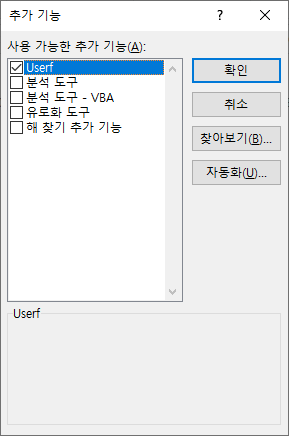 추가 기능
사용 가능한 추가 기능(A):
Userf
분석 도구
분석 도구 - VBA
유로화 도구
해 찾기 추가 기능
확인
취소
찾아보기(B)...
자동화(U)...
Userf